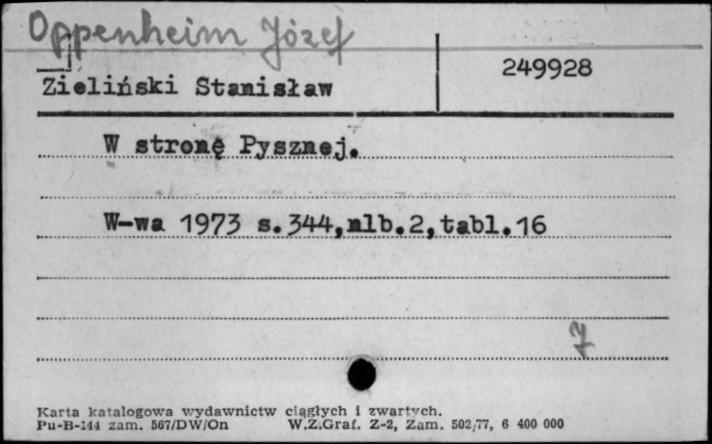 Oppenheim Józef
Zieliński Stanisław
249928
W stronę Pysznej.
W-wa 1973 s.344,nlb.2,tabl.16
Karta katalogowa wydawnictw ciągłych i zwartych.
Pu-B-144 zam. 567/DW/On W.Z.Graf. Z-2, Zam. 502/77, 6 400 000